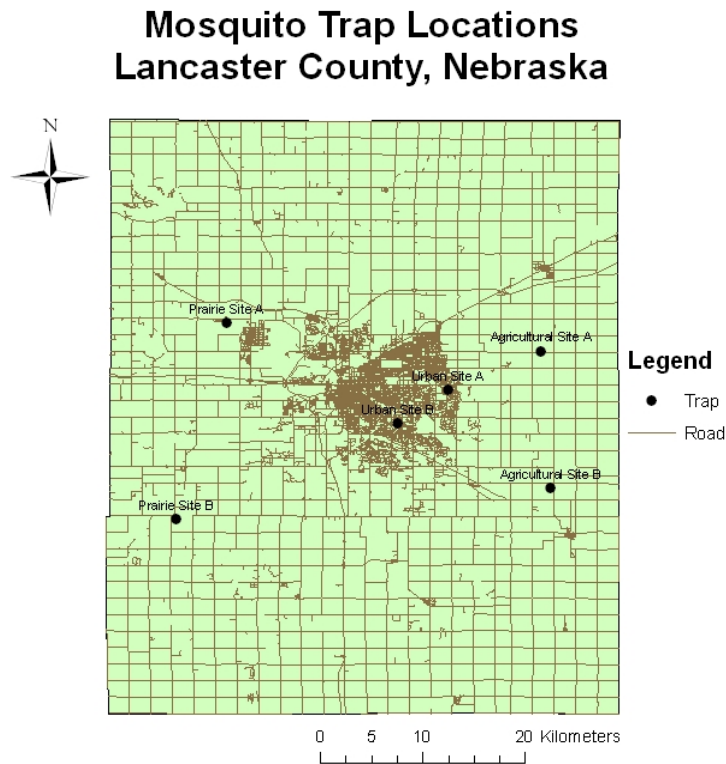 Mosquito Trap Locations
Lancaster County, Nebraska
N
Prairie Site A
Agricultural Site A
Urban Site A
Urban Site B
Agricultural Site B
Prairie Site B
Legend
Trap
Road
0 5 10 20 Kilometers